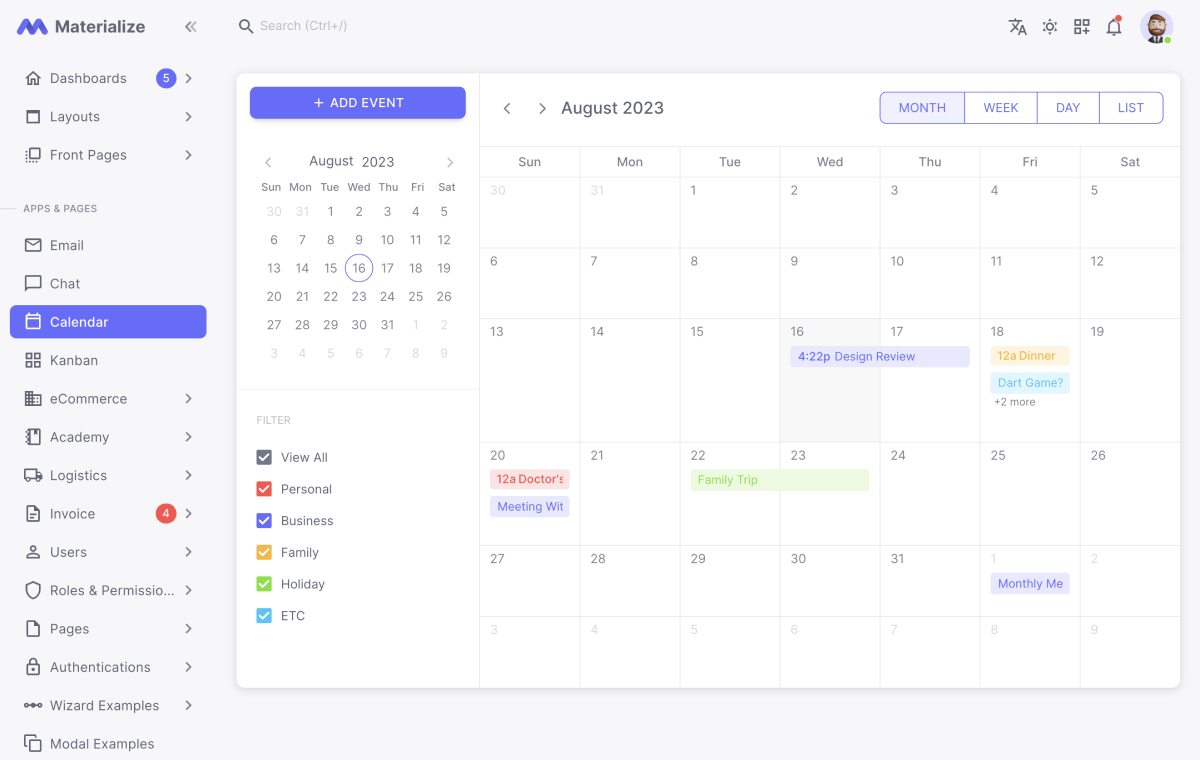 Materialize
Search (Ctrl+/)
Dashboards 5
Layouts
Front Pages
APPS & PAGES
Email
Chat
Calendar
Kanban
eCommerce
Academy
Logistics
Invoice 4
Users
Roles & Permissio...
Pages
Authentications
Wizard Examples
Modal Examples
+ ADD EVENT
August 2023
Sun Mon Tue Wed Thu Fri Sat
30 31 1 2 3 4 5
6 7 8 9 10 11 12
13 14 15 16 17 18 19
20 21 22 23 24 25 26
27 28 29 30 31 1 2
3 4 5 6 7 8 9
FILTER
View All
Personal
Business
Family
Holiday
ETC
August 2023
MONTH WEEK DAY LIST
Sun Mon Tue Wed Thu Fri Sat
30 31 1 2 3 4 5
6 7 8 9 10 11 12
13 14 15 16 17 18 19
4:22p Design Review 12a Dinner
Dart Game?
+2 more
20 21 22 23 24 25 26
12a Doctor's Family Trip
Meeting Wit
27 28 29 30 31 1 2
Monthly Me
3 4 5 6 7 8 9